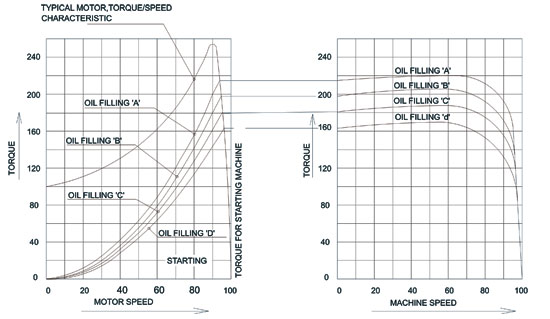 TYPICAL MOTOR,TORQUE/SPEED
CHARACTERISTIC
240
200
160
120
80
40
0
TORQUE
OIL FILLING 'A'
OIL FILLING 'B'
OIL FILLING 'C'
OIL FILLING 'D'
STARTING
0 20 40 60 80 100
MOTOR SPEED
TORQUE FOR STARTING MACHINE
240
200
160
120
80
40
0
TORQUE
OIL FILLING 'A'
OIL FILLING 'B'
OIL FILLING 'C'
OIL FILLING 'd'
0 20 40 60 80 100
MACHINE SPEED